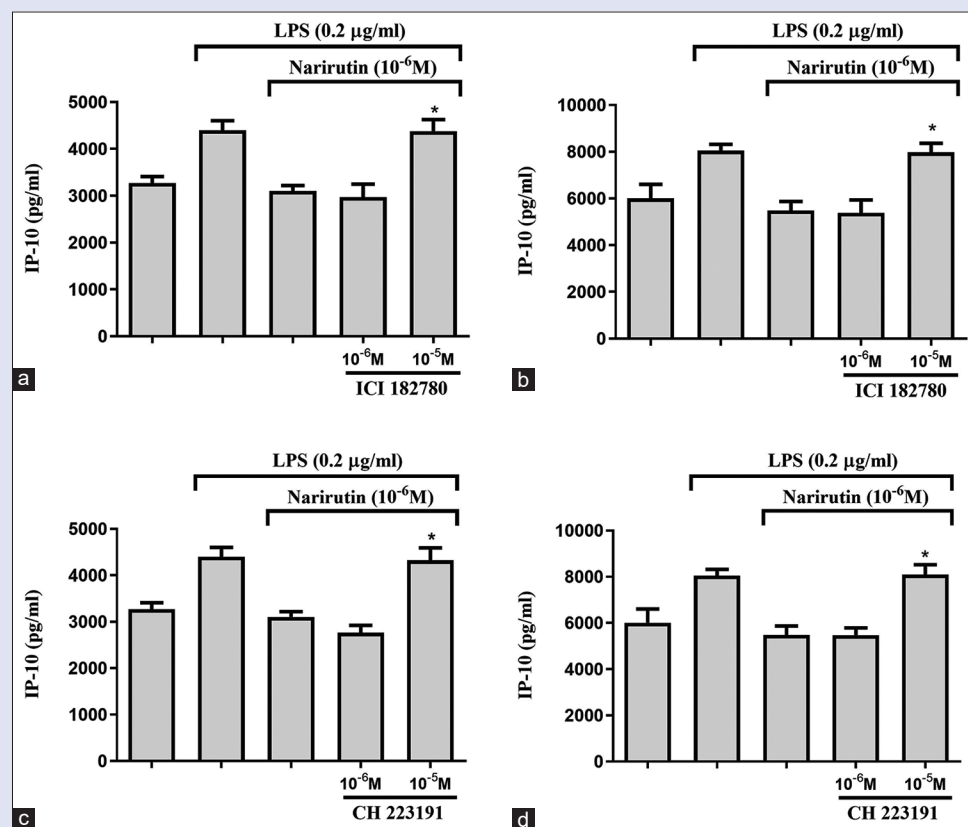 LPS (0.2 μg/ml)
Narirutin (10⁻⁶M)
*
IP-10 (pg/ml)
5000
4000
3000
2000
1000
0
10⁻⁶M 10⁻⁵M
ICI 182780
a
LPS (0.2 μg/ml)
Narirutin (10⁻⁶M)
*
IP-10 (pg/ml)
10000
8000
6000
4000
2000
0
10⁻⁶M 10⁻⁵M
ICI 182780
b
LPS (0.2 μg/ml)
Narirutin (10⁻⁶M)
*
IP-10 (pg/ml)
5000
4000
3000
2000
1000
0
10⁻⁶M 10⁻⁵M
CH 223191
c
LPS (0.2 μg/ml)
Narirutin (10⁻⁶M)
*
IP-10 (pg/ml)
10000
8000
6000
4000
2000
0
10⁻⁶M 10⁻⁵M
CH 223191
d